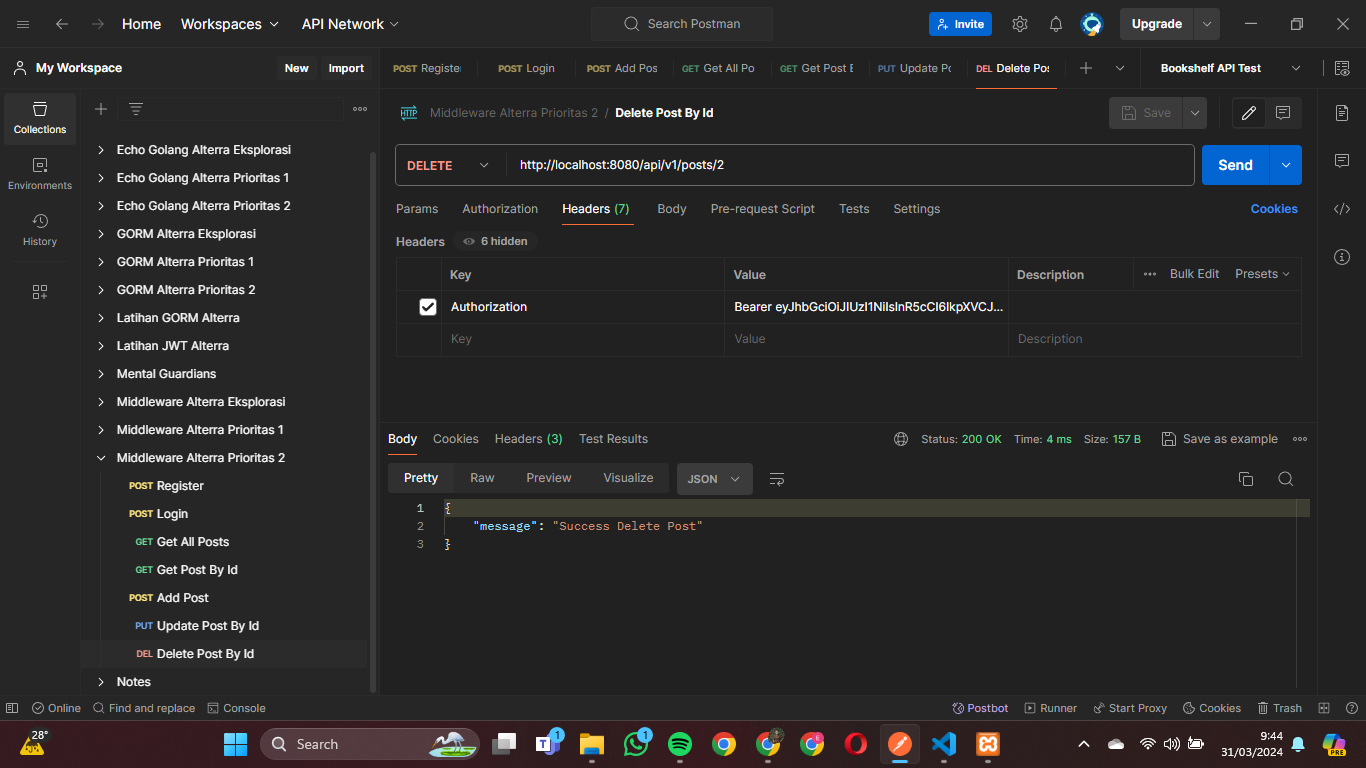 Home
Workspaces
API Network
Search Postman
Invite
Upgrade
My Workspace
New
Import
POST Register
POST Login
POST Add Pos
GET Get All Po
GET Get Post E
PUT Update Po
DEL Delete Pos
Bookshelf API Test
Collections
Environments
History
Echo Golang Alterra Eksplorasi
Echo Golang Alterra Prioritas 1
Echo Golang Alterra Prioritas 2
GORM Alterra Eksplorasi
GORM Alterra Prioritas 1
GORM Alterra Prioritas 2
Latihan GORM Alterra
Latihan JWT Alterra
Mental Guardians
Middleware Alterra Eksplorasi
Middleware Alterra Prioritas 1
Middleware Alterra Prioritas 2
POST Register
POST Login
GET Get All Posts
GET Get Post By Id
POST Add Post
PUT Update Post By Id
DEL Delete Post By Id
Notes
HTTP Middleware Alterra Prioritas 2 / Delete Post By Id
Save
DELETE
http://localhost:8080/api/v1/posts/2
Send
Params
Authorization
Headers (7)
Body
Pre-request Script
Tests
Settings
Cookies
Headers
6 hidden
Key
Value
Description
Bulk Edit
Presets
Authorization
Bearer eyJhbGciOiJIUzI1NiIsInR5cCI6IkpXVCJ...
Key
Value
Description
Body
Cookies
Headers (3)
Test Results
Status: 200 OK
Time: 4 ms
Size: 157 B
Save as example
Pretty
Raw
Preview
Visualize
JSON
1 {
2 "message": "Success Delete Post"
3 }
Online
Find and replace
Console
Postbot
Runner
Start Proxy
Cookies
Trash
28°
Search
1
1
9:44
31/03/2024
PRE